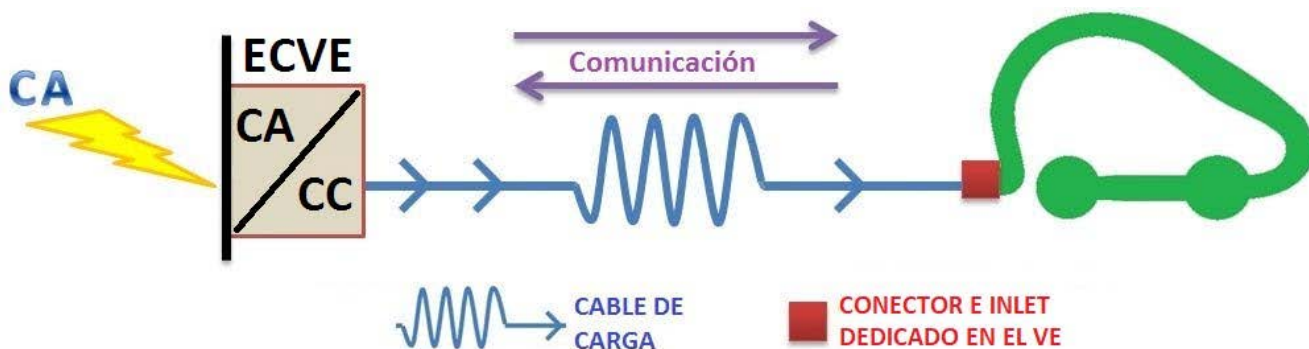 CA
ECVE
CA
CC
Comunicación
CABLE DE
CARGA
CONECTOR E INLET
DEDICADO EN EL VE